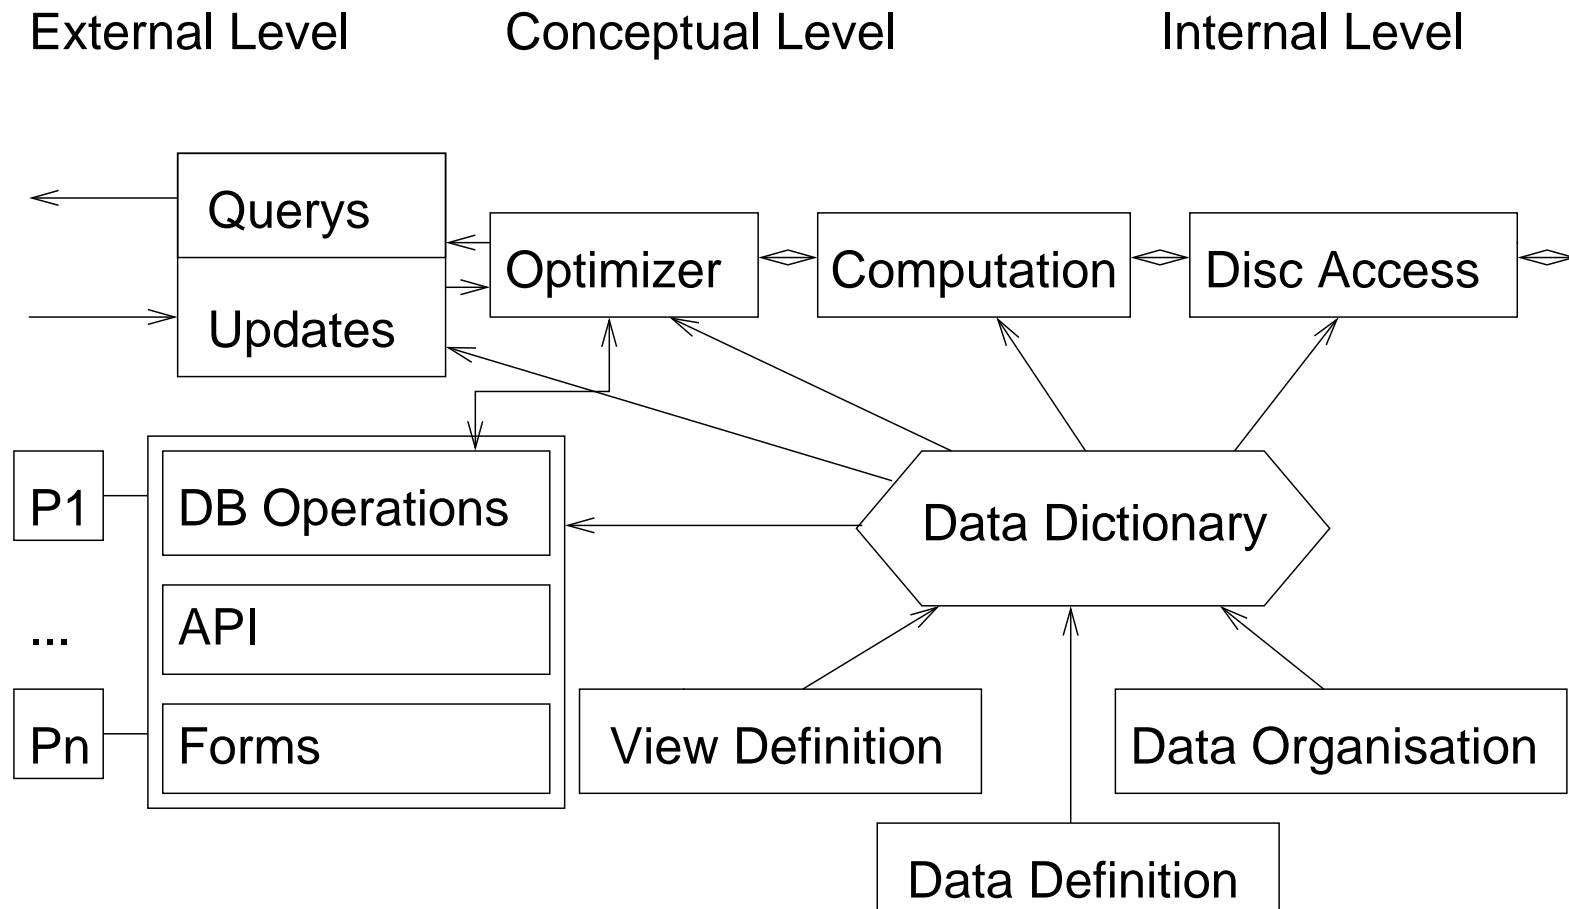 External Level Conceptual Level Internal Level
Querys
Optimizer Computation Disc Access
Updates
P1 DB Operations Data Dictionary
... API
Pn Forms View Definition Data Organisation
Data Definition